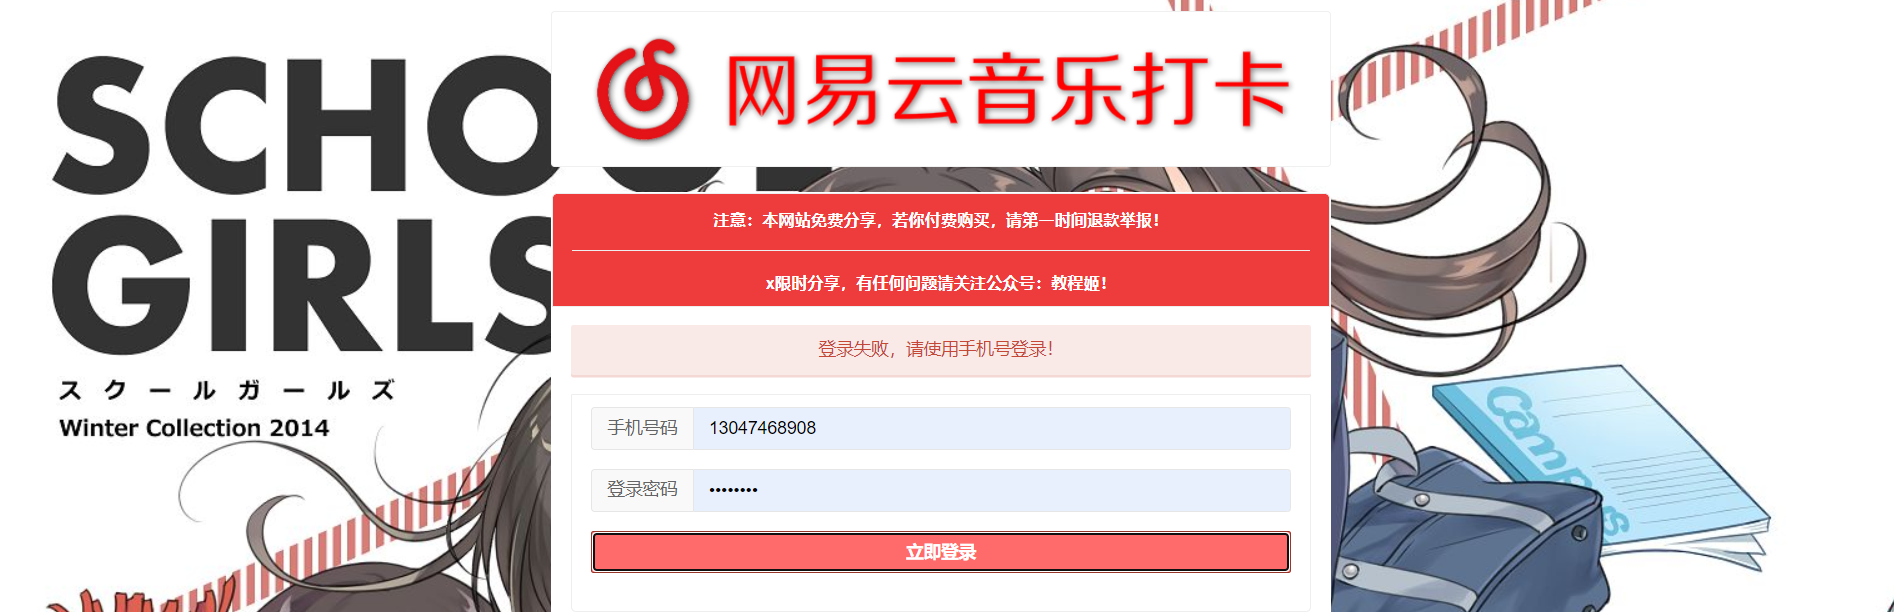 SCHO
GIRLS
スクールガールズ
Winter Collection 2014
网易云音乐打卡
注意：本网站免费分享，若你付费购买，请第一时间退款举报！
x限时分享，有任何问题请关注公众号：教程姬！
登录失败，请使用手机号登录！
手机号码 13047468908
登录密码 ••••••••
立即登录
Campus